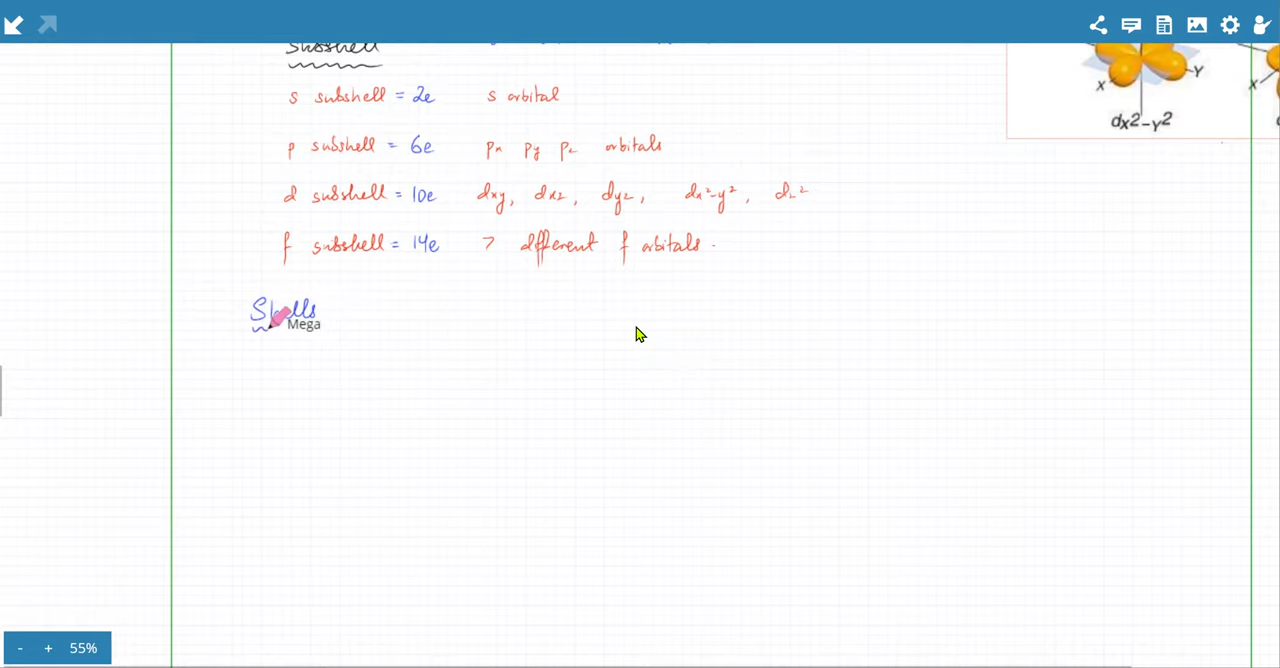 Subshell
s subshell = 2e s orbital
p subshell = 6e px py pz orbitals
d subshell = 10e dxy, dxz, dyz, dx²-y², dz²
f subshell = 14e 7 different f orbitals .
Shells
Mega
X
Y
X
dx2-Y2
- + 55%